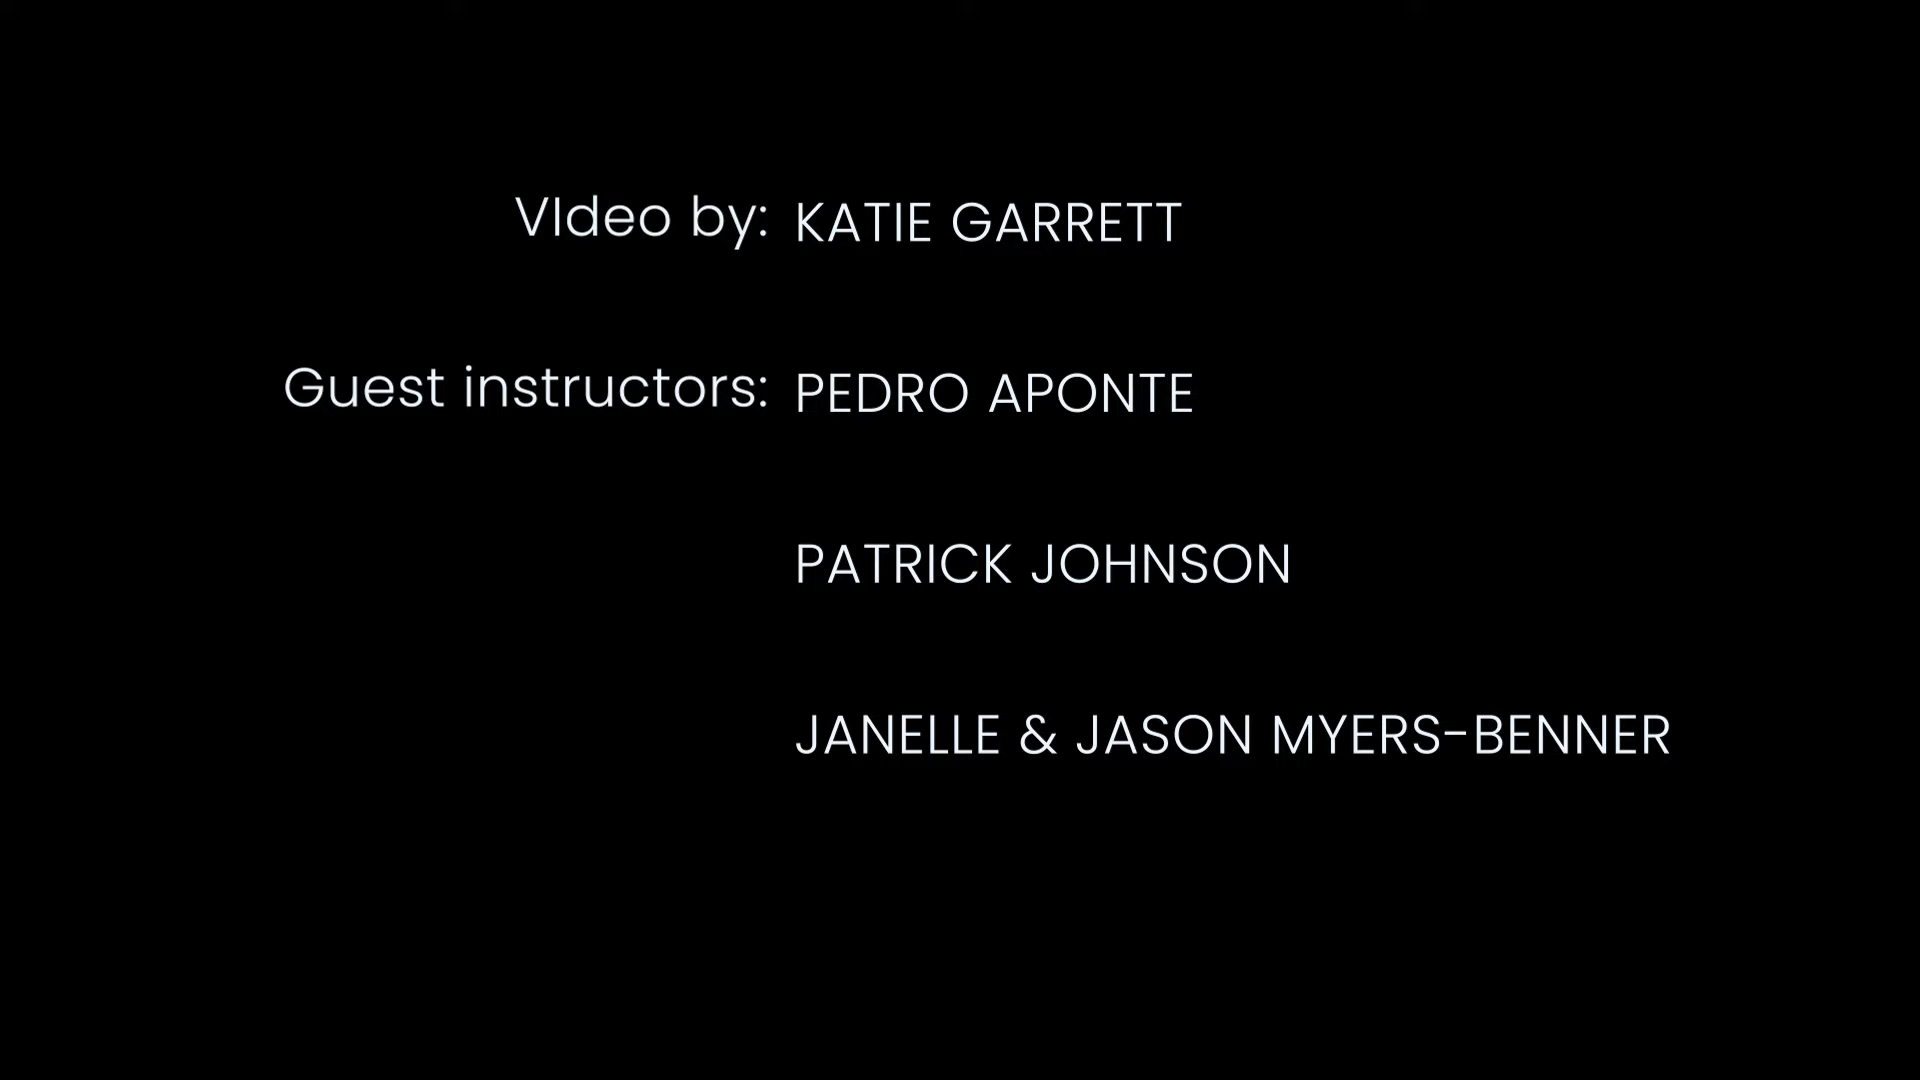 VIdeo by: KATIE GARRETT
Guest instructors: PEDRO APONTE
PATRICK JOHNSON
JANELLE & JASON MYERS-BENNER